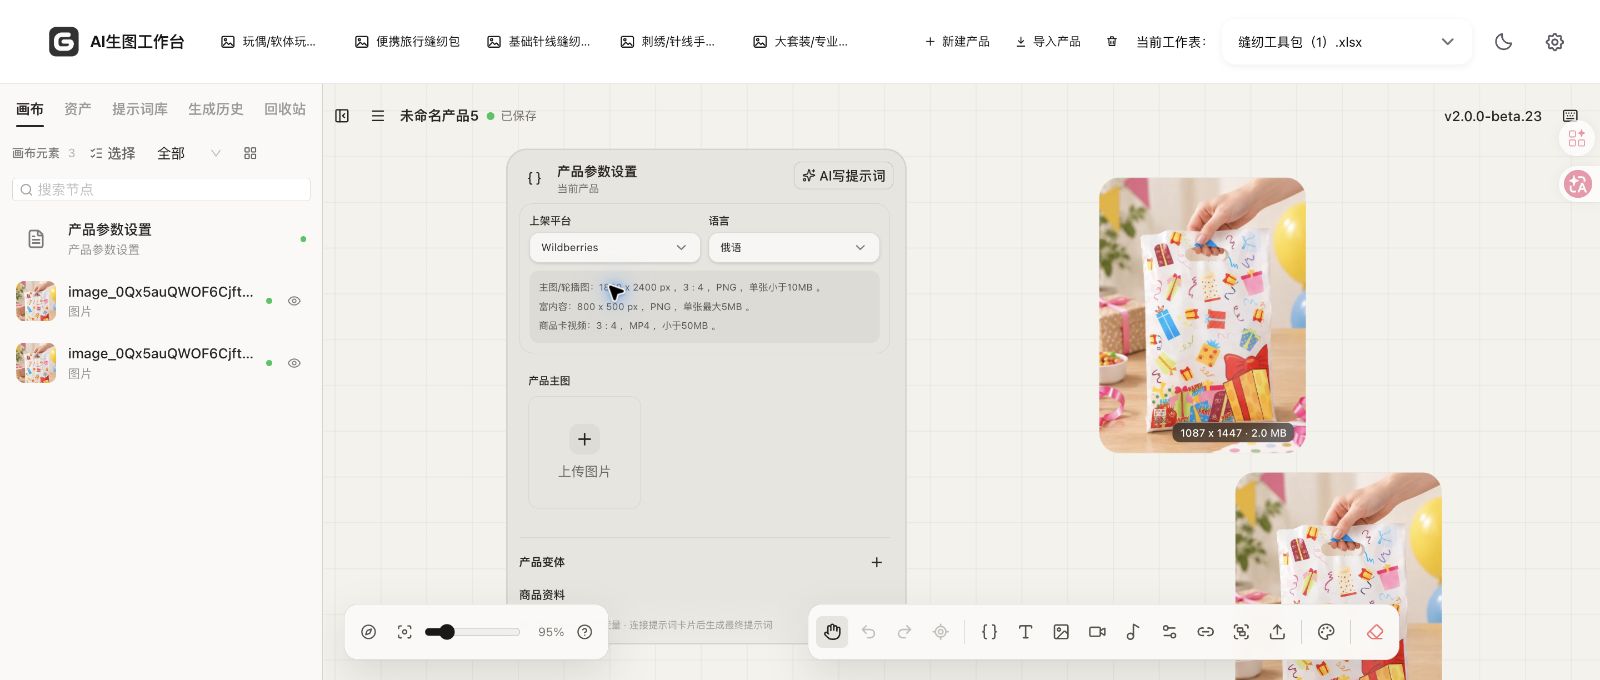 AI生图工作台
玩偶/软体玩...
便携旅行缝纫包
基础针线缝纫...
刺绣/针线手...
大套装/专业...
新建产品
导入产品
当前工作表：
缝纫工具包（1）.xlsx
画布
资产
提示词库
生成历史
回收站
画布元素 3
选择
全部
搜索节点
产品参数设置
产品参数设置
image_0Qx5auQWOF6Cjft...
图片
image_0Qx5auQWOF6Cjft...
图片
未命名产品5
已保存
v2.0.0-beta.23
{ } 产品参数设置
当前产品
AI写提示词
上架平台
语言
Wildberries
俄语
主图/轮播图： x 2400 px ，3 : 4 ，PNG ，单张小于10MB 。
富内容：800 x 500 px ，PNG ，单张最大5MB 。
商品卡视频：3 : 4 ，MP4 ，小于50MB 。
产品主图
上传图片
产品变体
商品资料
量 · 连接提示词卡片后生成最终提示词
1087 x 1447 · 2.0 MB
95%